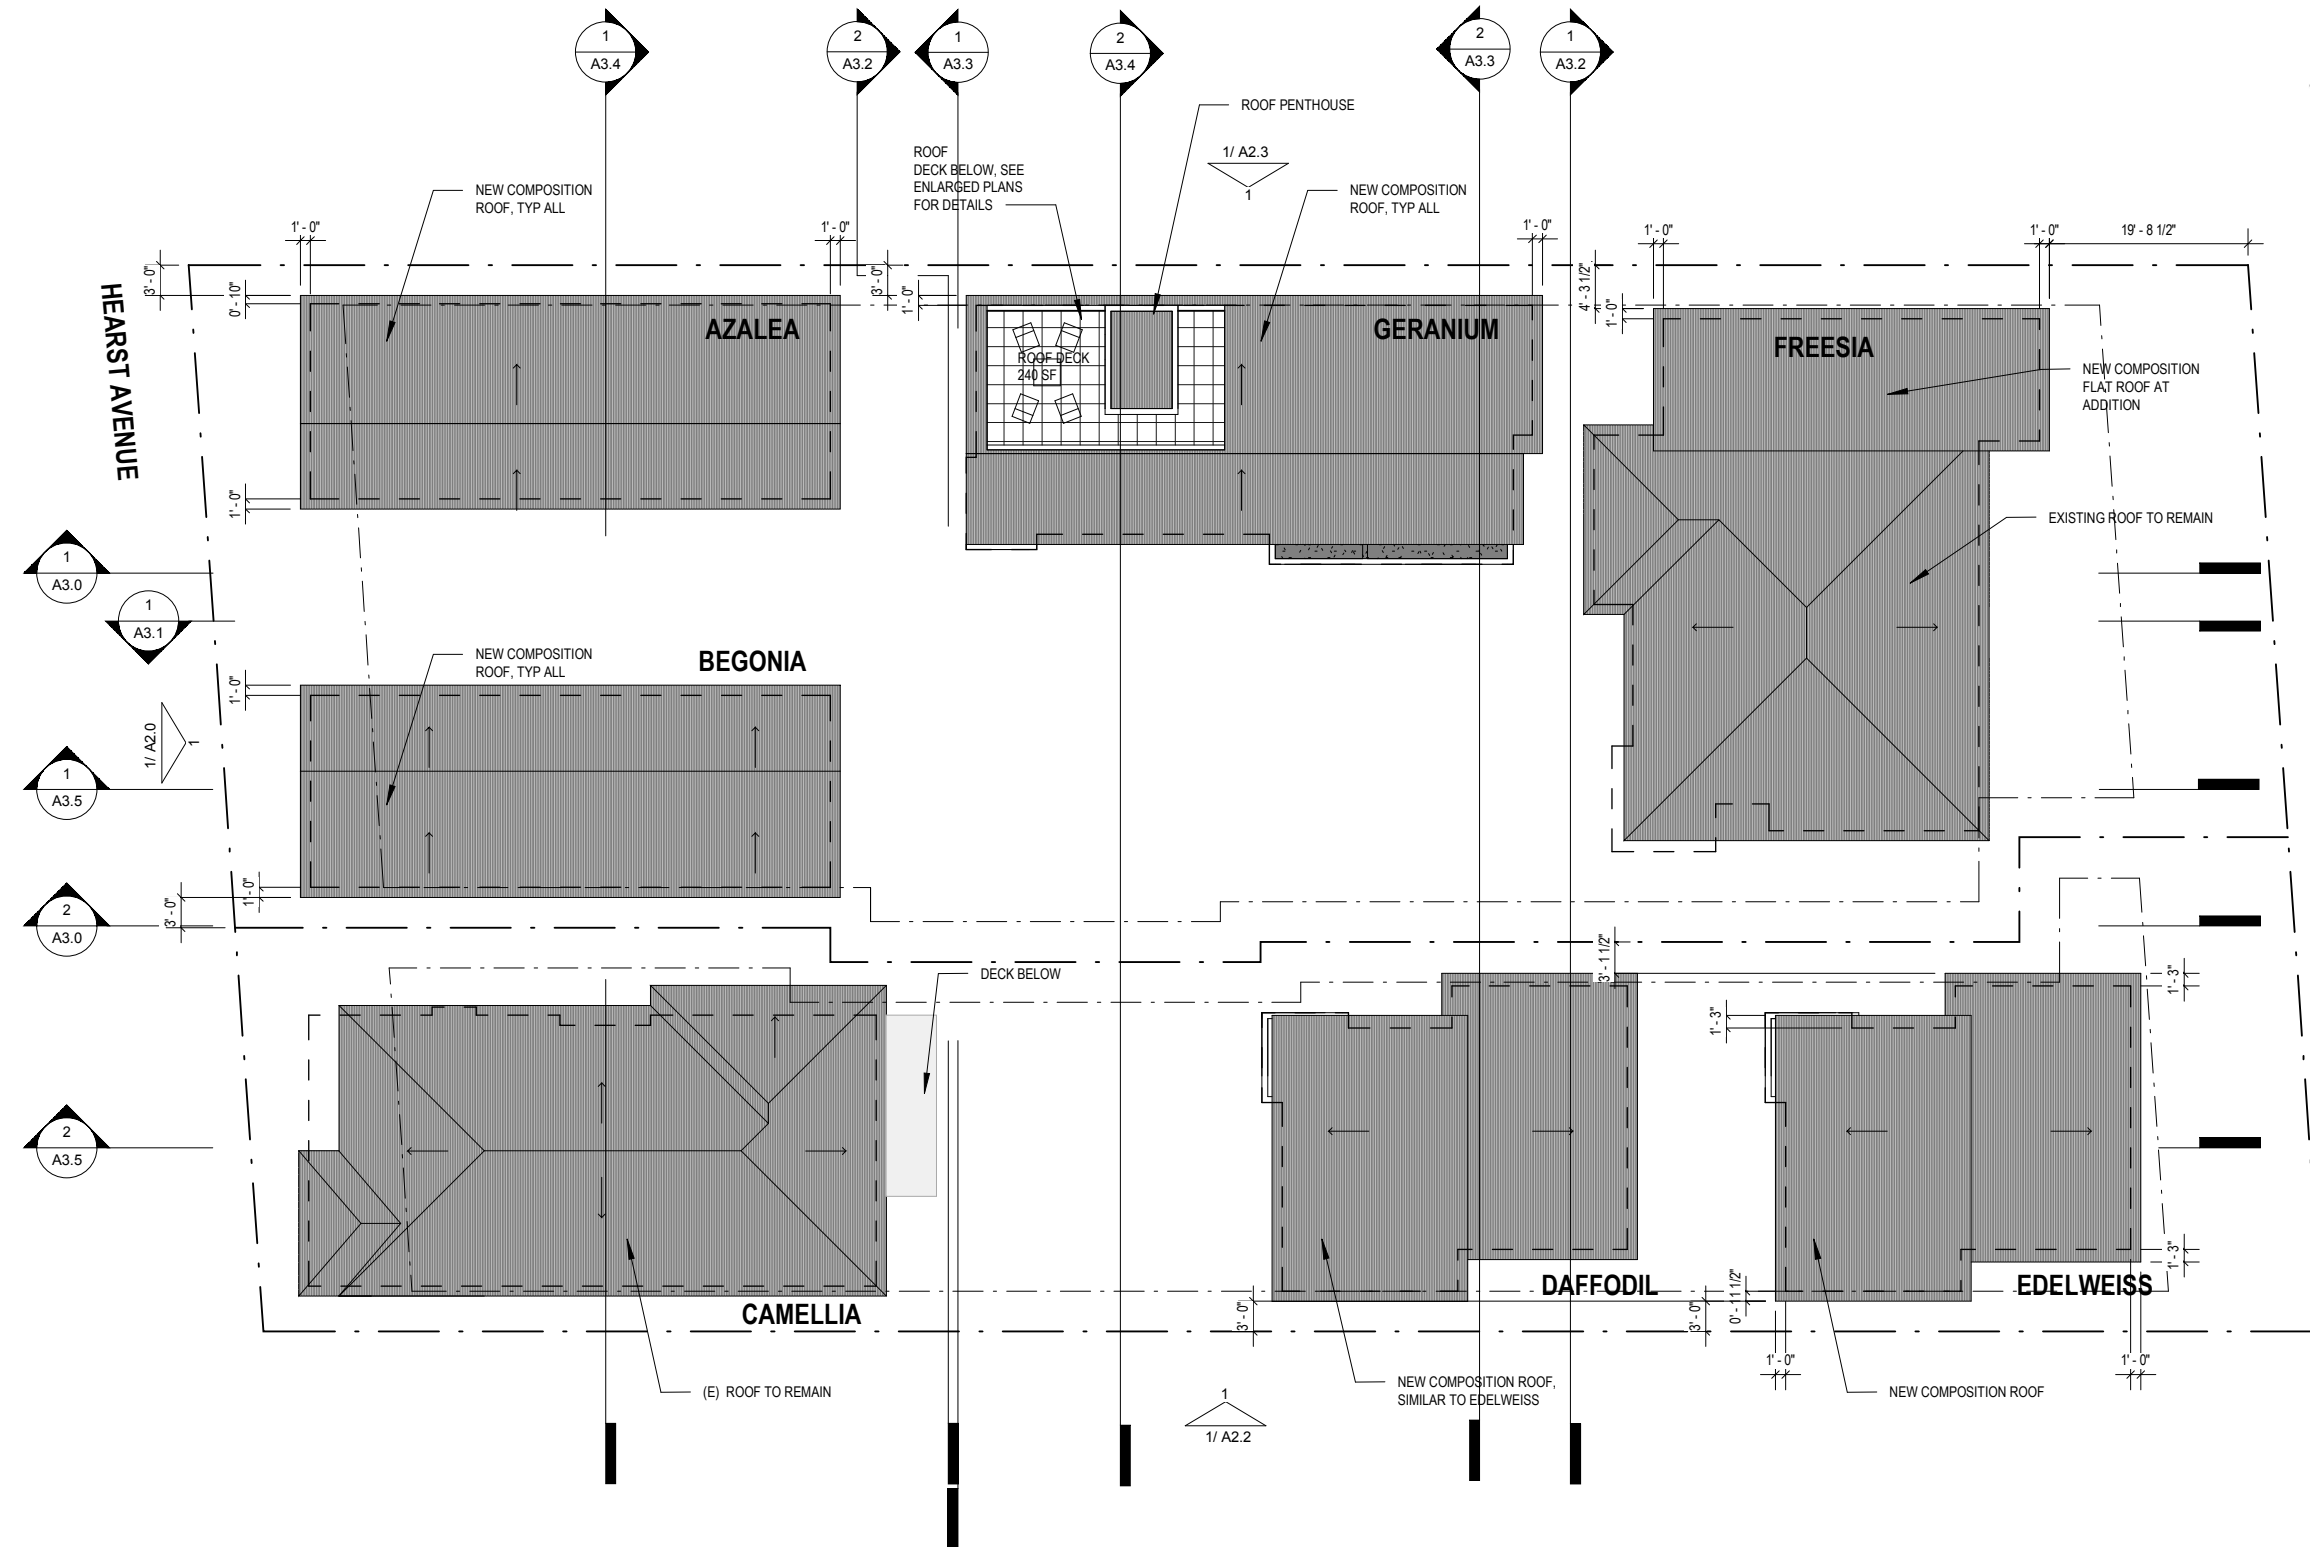 1
A3.4
2
A3.2
1
A3.3
2
A3.4
2
A3.3
1
A3.2
ROOF PENTHOUSE
ROOF
DECK BELOW, SEE
ENLARGED PLANS
FOR DETAILS
1/ A2.3
1
NEW COMPOSITION
ROOF, TYP ALL
NEW COMPOSITION
ROOF, TYP ALL
1' - 0"
1' - 0"
1' - 0"
1' - 0"
1' - 0"
19' - 8 1/2"
3' - 0"
0' - 10"
3' - 0"
1' - 0"
4' - 3 1/2"
1' - 0"
HEARST AVENUE
AZALEA
GERANIUM
FREESIA
ROOF DECK
240 SF
NEW COMPOSITION
FLAT ROOF AT
ADDITION
1' - 0"
EXISTING ROOF TO REMAIN
1
A3.0
1
A3.1
NEW COMPOSITION
ROOF, TYP ALL
BEGONIA
1' - 0"
1/ A2.0
1
1
A3.5
1' - 0"
3' - 0"
2
A3.0
DECK BELOW
3' - 1 1/2"
1' - 3"
1' - 3"
2
A3.5
1' - 3"
CAMELLIA
DAFFODIL
EDELWEISS
3' - 0"
3' - 0"
0' - 11 1/2"
1' - 0"
1' - 0"
(E) ROOF TO REMAIN
NEW COMPOSITION ROOF,
SIMILAR TO EDELWEISS
NEW COMPOSITION ROOF
1
1/ A2.2